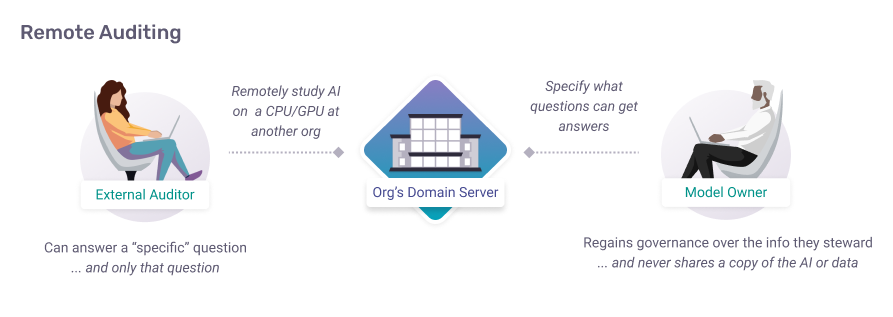 Remote Auditing
Remotely study AI
on a CPU/GPU at
another org
Specify what
questions can get
answers
External Auditor
Org's Domain Server
Model Owner
Can answer a “specific” question
... and only that question
Regains governance over the info they steward
... and never shares a copy of the AI or data